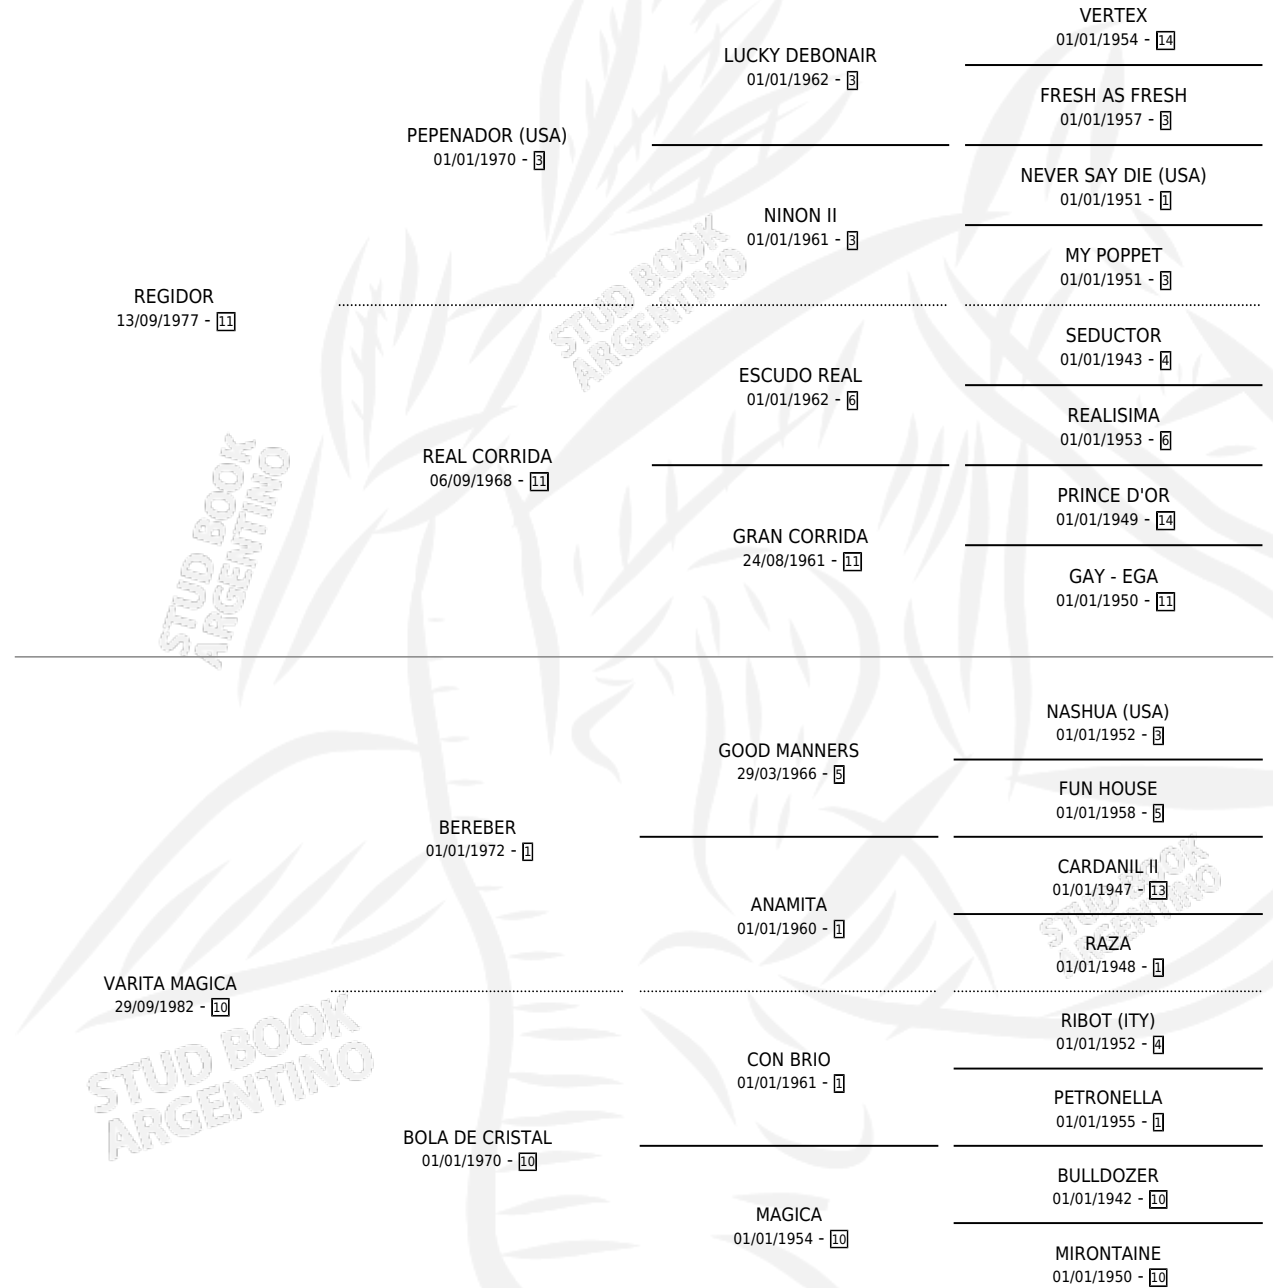 VERTEX
01/01/1954 - 14
LUCKY DEBONAIR
01/01/1962 - 3
FRESH AS FRESH
01/01/1957 - 3
PEPENADOR (USA)
01/01/1970 - 3
NEVER SAY DIE (USA)
01/01/1951 - 1
NINON II
01/01/1961 - 3
MY POPPET
01/01/1951 - 3
REGIDOR
13/09/1977 - 11
SEDUCTOR
01/01/1943 - 4
ESCUDO REAL
01/01/1962 - 6
REALISIMA
01/01/1953 - 6
REAL CORRIDA
06/09/1968 - 11
PRINCE D'OR
01/01/1949 - 14
GRAN CORRIDA
24/08/1961 - 11
GAY - EGA
01/01/1950 - 11
NASHUA (USA)
01/01/1952 - 3
GOOD MANNERS
29/03/1966 - 5
FUN HOUSE
01/01/1958 - 5
BEREBER
01/01/1972 - 1
CARDANIL II
01/01/1947 - 13
ANAMITA
01/01/1960 - 1
RAZA
01/01/1948 - 1
VARITA MAGICA
29/09/1982 - 10
RIBOT (ITY)
01/01/1952 - 4
CON BRIO
01/01/1961 - 1
PETRONELLA
01/01/1955 - 1
BOLA DE CRISTAL
01/01/1970 - 10
BULLDOZER
01/01/1942 - 10
MAGICA
01/01/1954 - 10
MIRONTAINE
01/01/1950 - 10
STUD BOOK
ARGENTINO
STUD BOOK
ARGENTINO
STUD BOOK
ARGENTINO
STUD BOOK
ARGENTINO